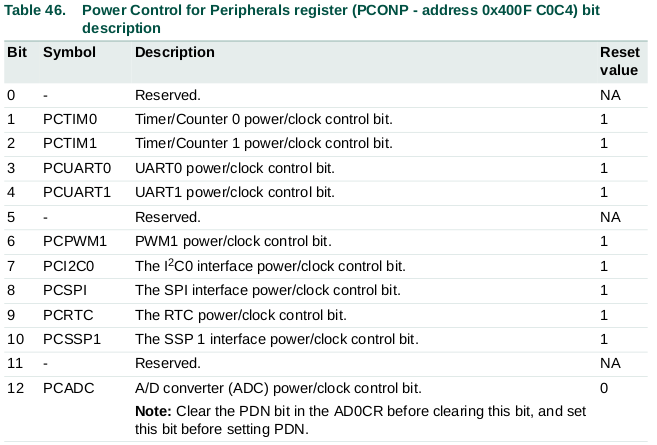 Table 46. Power Control for Peripherals register (PCONP - address 0x400F C0C4) bit
description
Bit Symbol Description Reset
value
0 - Reserved. NA
1 PCTIM0 Timer/Counter 0 power/clock control bit. 1
2 PCTIM1 Timer/Counter 1 power/clock control bit. 1
3 PCUART0 UART0 power/clock control bit. 1
4 PCUART1 UART1 power/clock control bit. 1
5 - Reserved. NA
6 PCPWM1 PWM1 power/clock control bit. 1
7 PCI2C0 The I²C0 interface power/clock control bit. 1
8 PCSPI The SPI interface power/clock control bit. 1
9 PCRTC The RTC power/clock control bit. 1
10 PCSSP1 The SSP 1 interface power/clock control bit. 1
11 - Reserved. NA
12 PCADC A/D converter (ADC) power/clock control bit. 0
Note: Clear the PDN bit in the AD0CR before clearing this bit, and set
this bit before setting PDN.